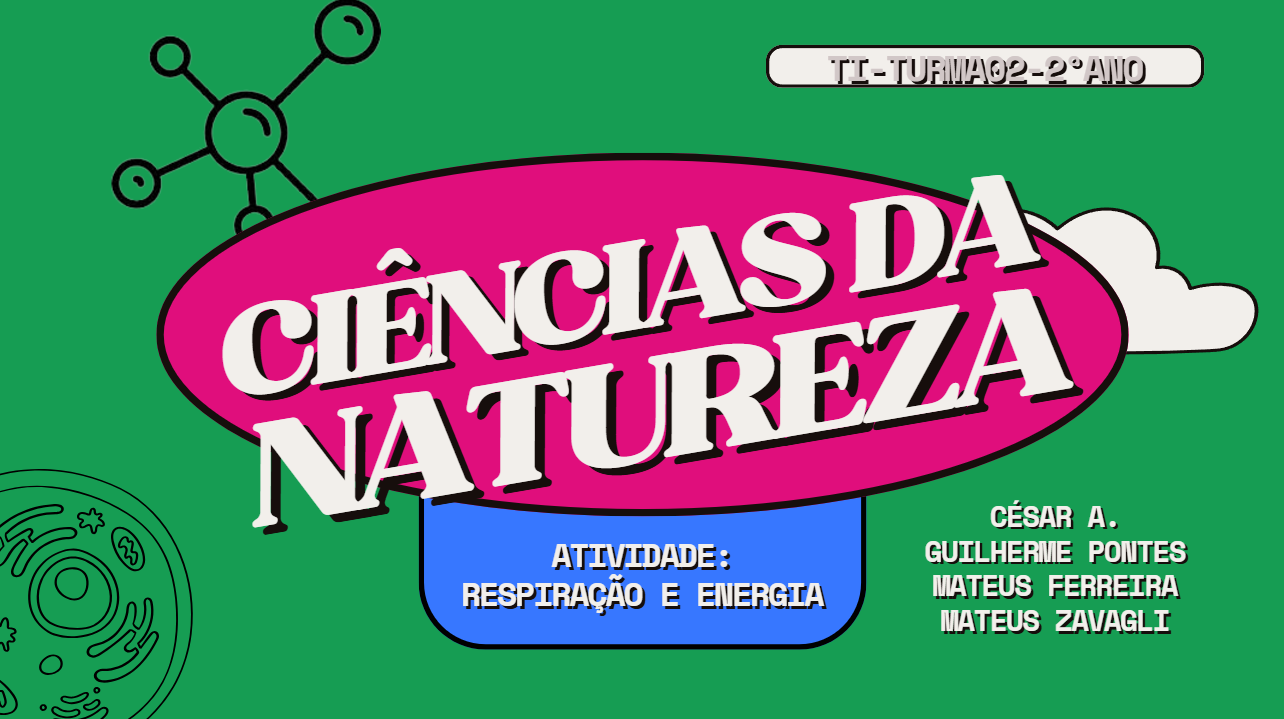 TI-TURMA02-2°ANO
CIÊNCIAS DA
NATUREZA
ATIVIDADE:
RESPIRAÇÃO E ENERGIA
CÉSAR A.
GUILHERME PONTES
MATEUS FERREIRA
MATEUS ZAVAGLI